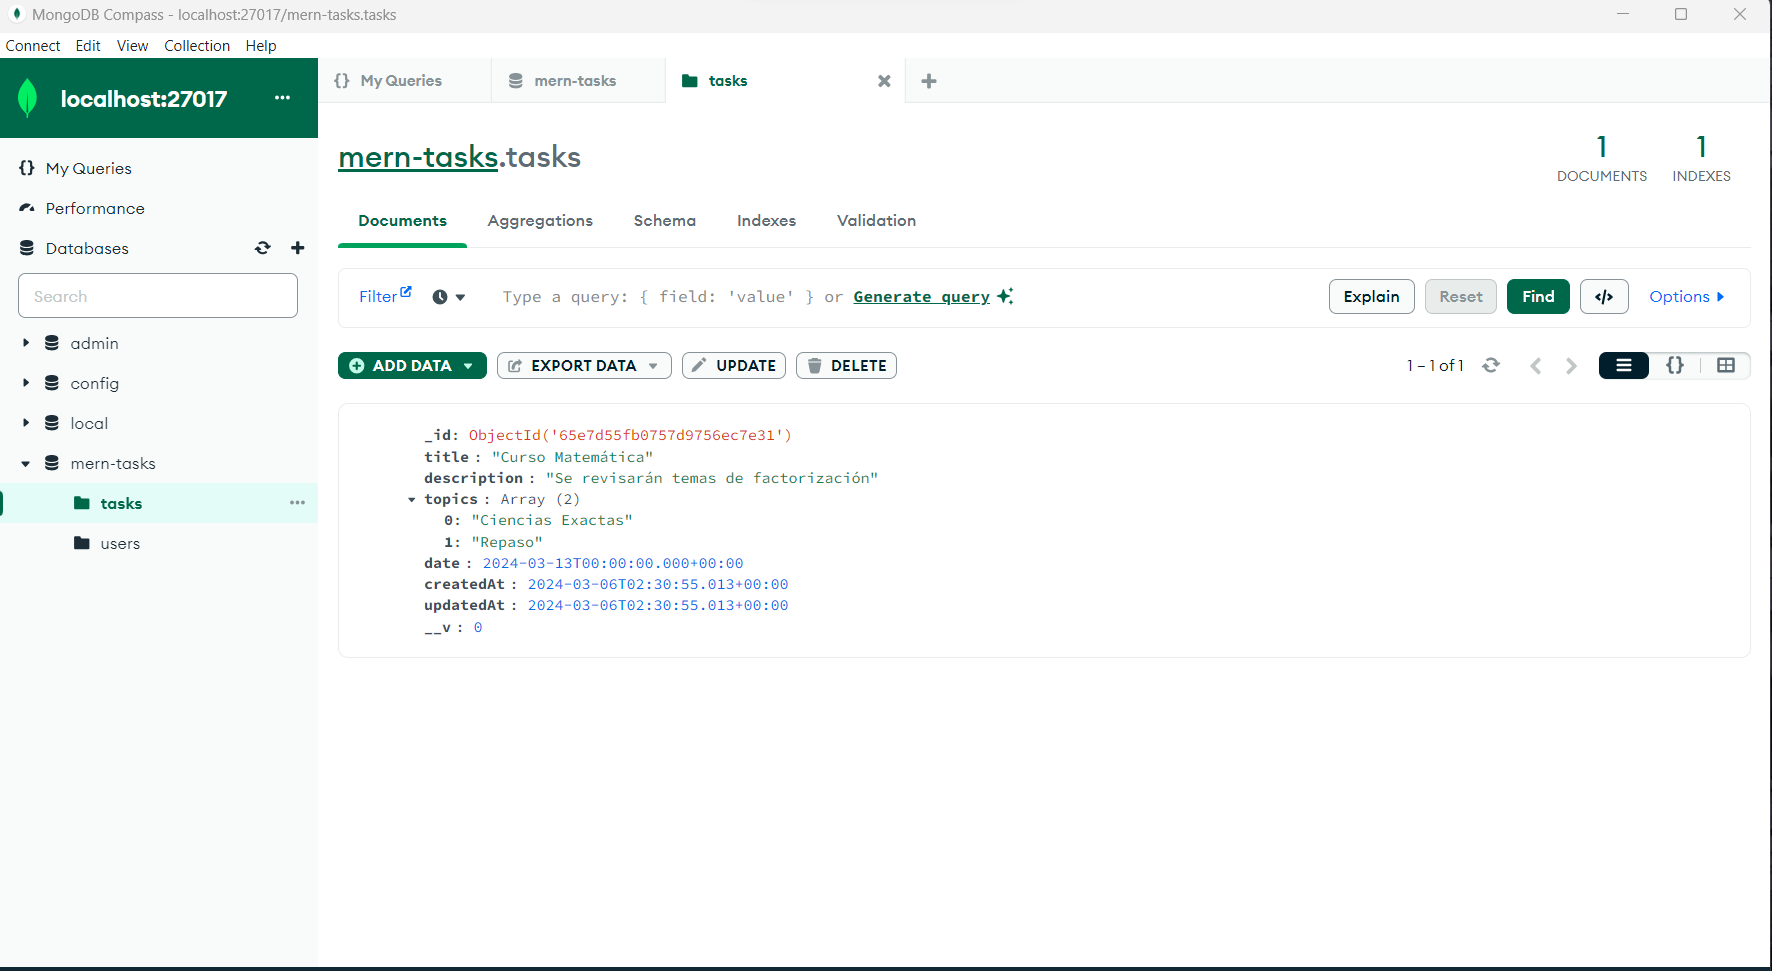 MongoDB Compass - localhost:27017/mern-tasks.tasks
Connect Edit View Collection Help
localhost:27017 ...
{} My Queries
mern-tasks
tasks
My Queries
Performance
Databases
Search
admin
config
local
mern-tasks
tasks ...
users
mern-tasks.tasks
1 DOCUMENTS
1 INDEXES
Documents Aggregations Schema Indexes Validation
Filter Type a query: { field: 'value' } or Generate query Explain Reset Find </> Options
ADD DATA EXPORT DATA UPDATE DELETE 1 – 1 of 1 {}
_id: ObjectId('65e7d55fb0757d9756ec7e31')
title : "Curso Matemática"
description : "Se revisarán temas de factorización"
topics : Array (2)
0: "Ciencias Exactas"
1: "Repaso"
date : 2024-03-13T00:00:00.000+00:00
createdAt : 2024-03-06T02:30:55.013+00:00
updatedAt : 2024-03-06T02:30:55.013+00:00
__v : 0